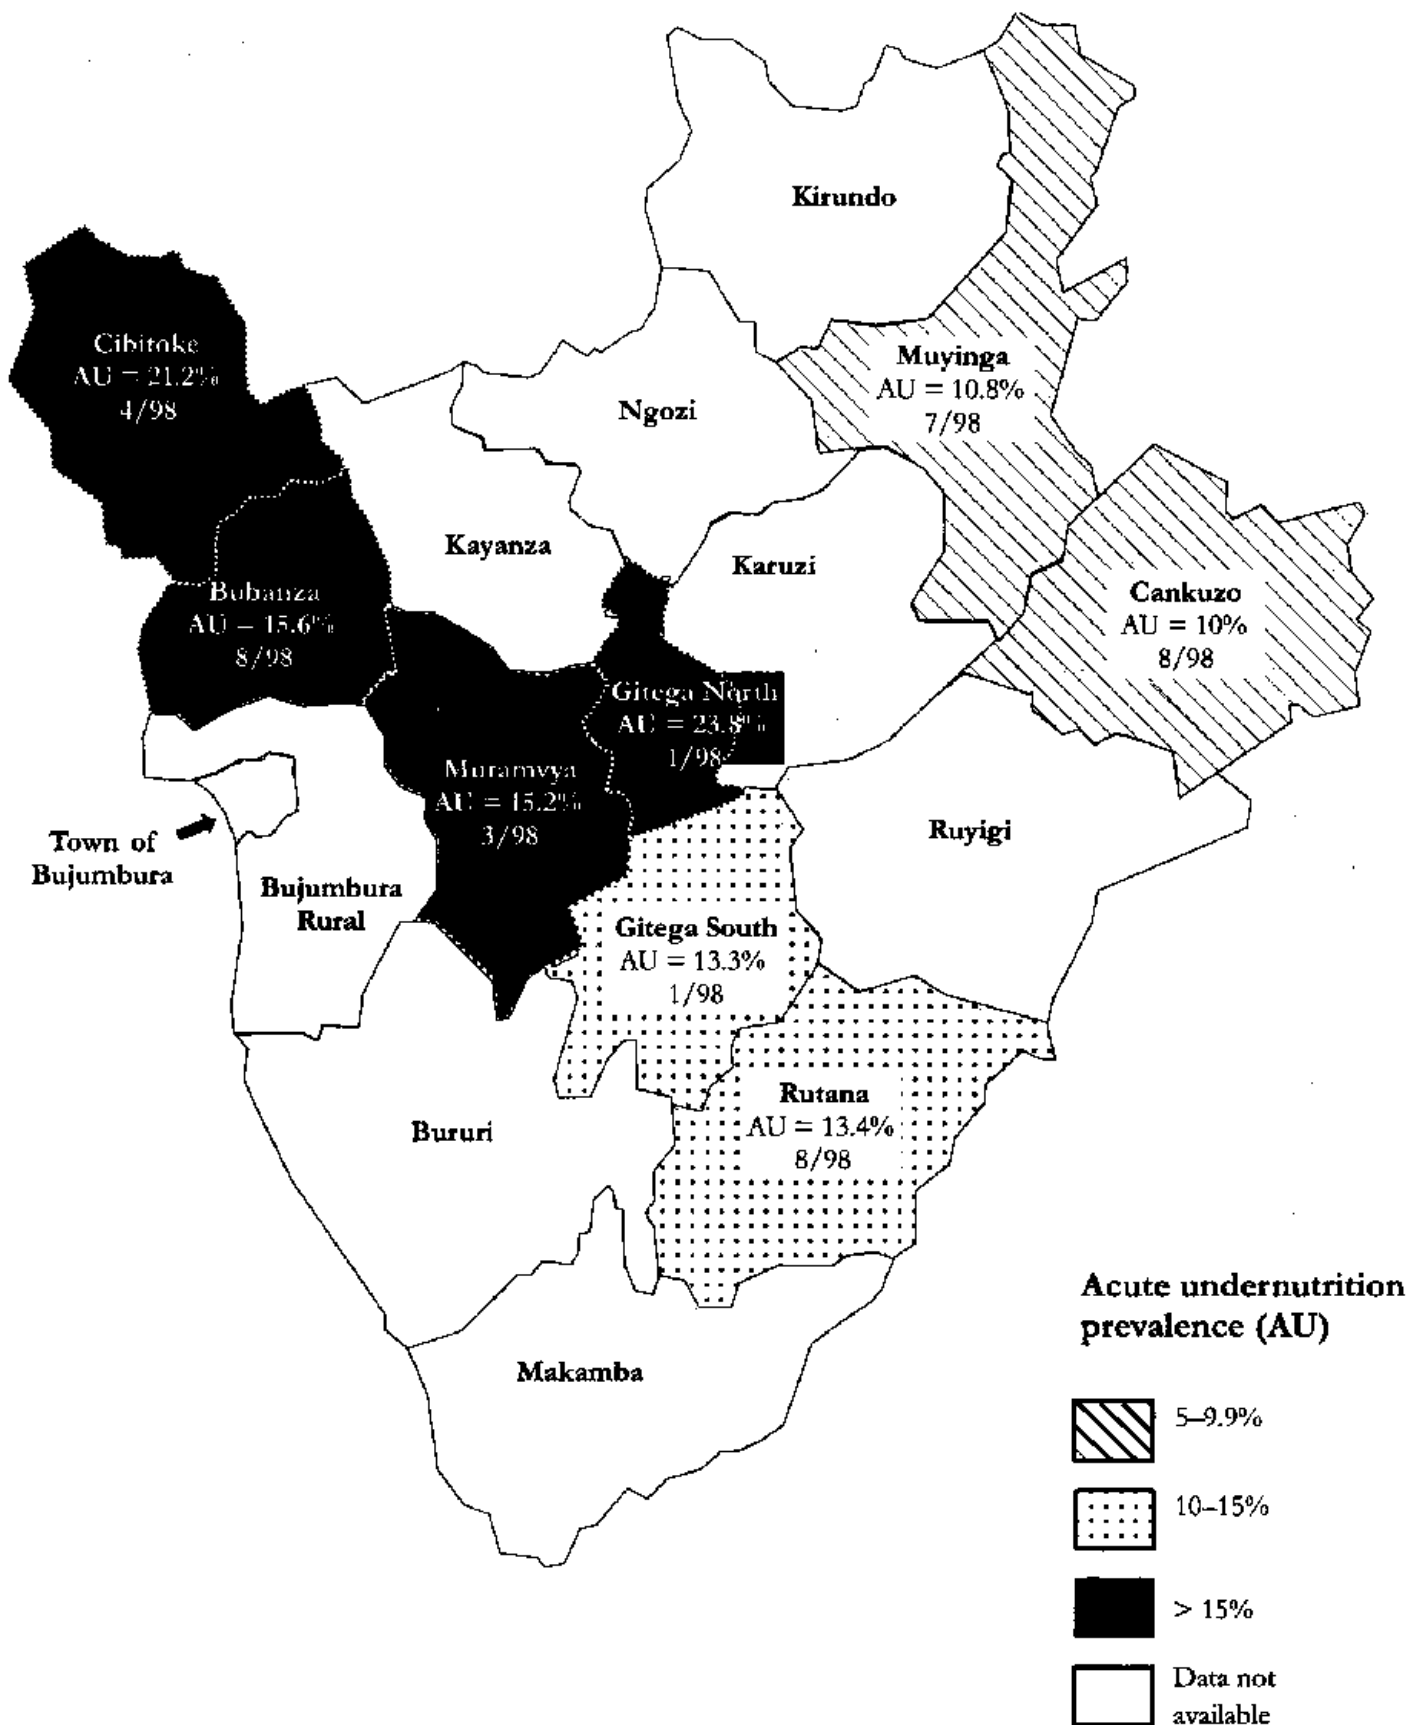 Kirundo
Cibitoke
AU = 21.2%
4/98
Muyinga
AU = 10.8%
7/98
Ngozi
Kayanza
Karuzi
Bubanza
AU = 15.6%
8/98
Cankuzo
AU = 10%
8/98
Gitega North
AU = 23.8%
1/98
Muramvya
AU = 15.2%
3/98
Town of
Bujumbura
Ruyigi
Bujumbura
Rural
Gitega South
AU = 13.3%
1/98
Rutana
AU = 13.4%
8/98
Bururi
Makamba
Acute undernutrition
prevalence (AU)
5–9.9%
10–15%
> 15%
Data not
available